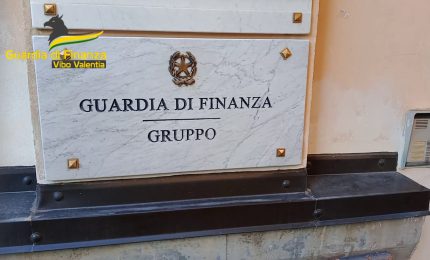 Guardia di Finanza
Vibo Valentia
GUARDIA DI FINANZA
GRUPPO